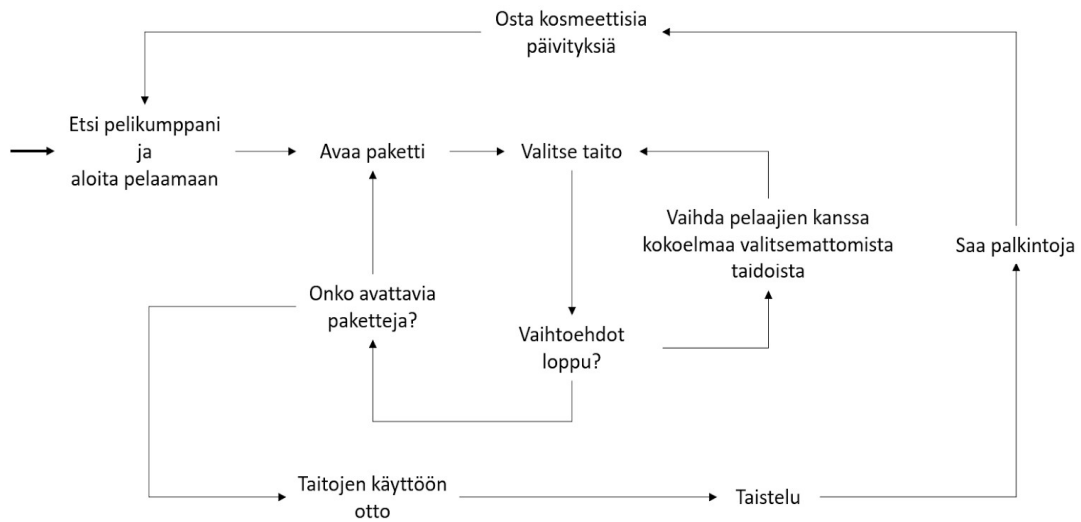 Osta kosmeettisia
päivityksiä
Etsi pelikumppani
ja
aloita pelaamaan
Avaa paketti
Valitse taito
Vaihda pelaajien kanssa
kokoelmaa valitsemattomista
taidoista
Saa palkintoja
Onko avattavia
paketteja?
Vaihtoehdot
loppu?
Taitojen käyttöön
otto
Taistelu